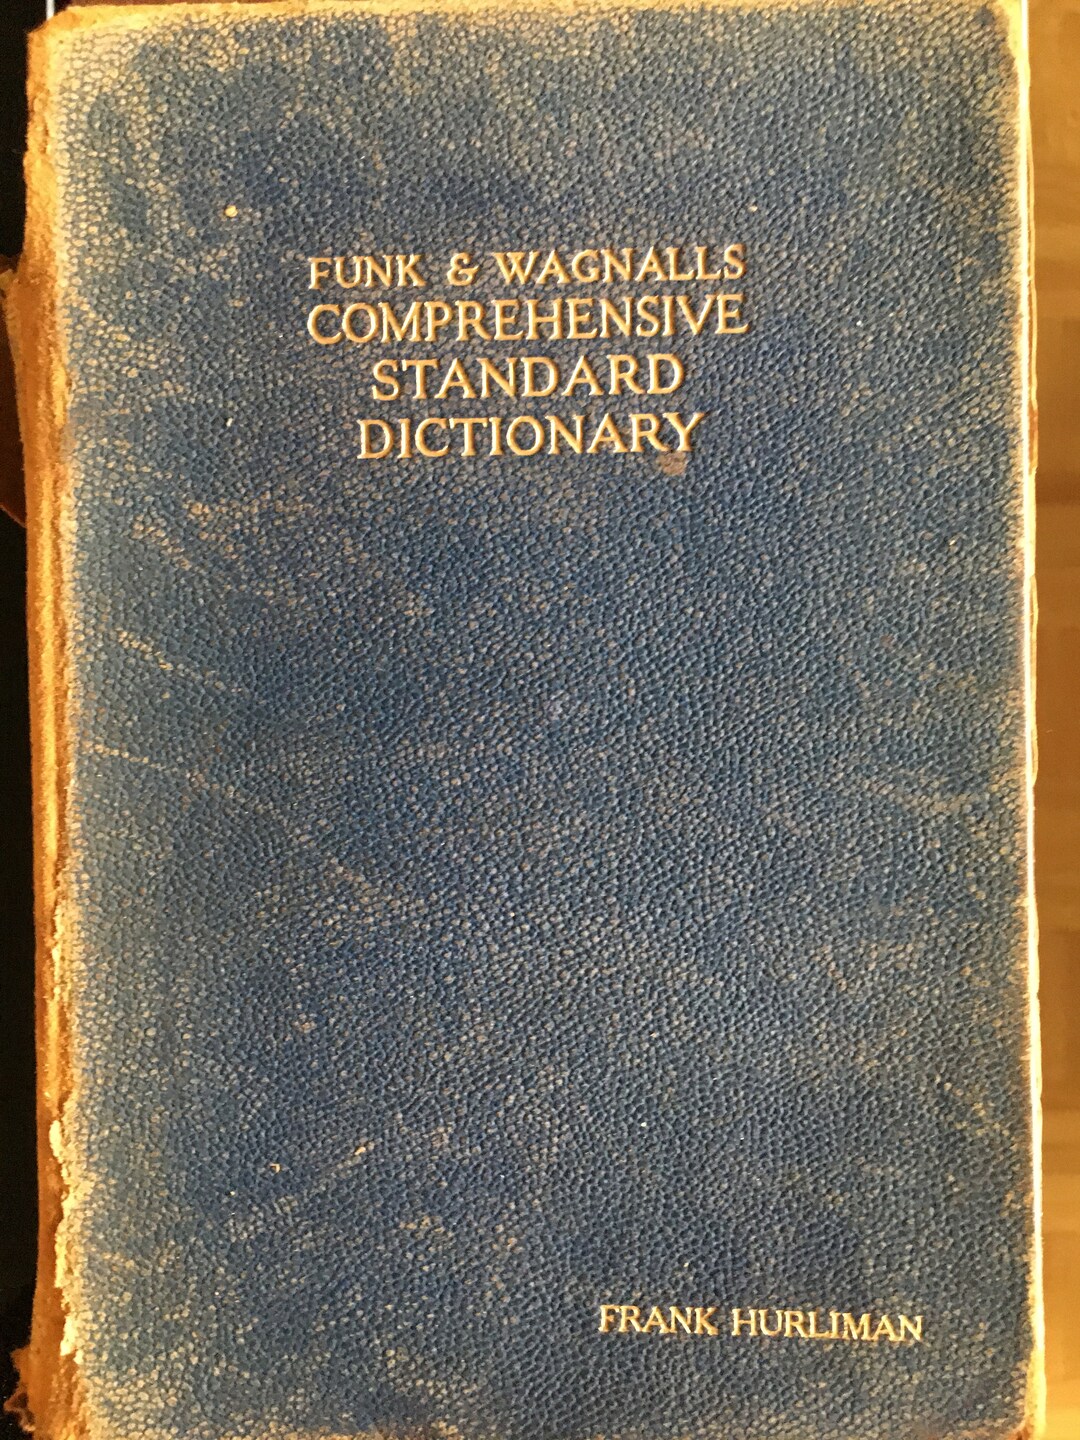 FUNK & WAGNALLS
COMPREHENSIVE
STANDARD
DICTIONARY
FRANK HURLIMAN